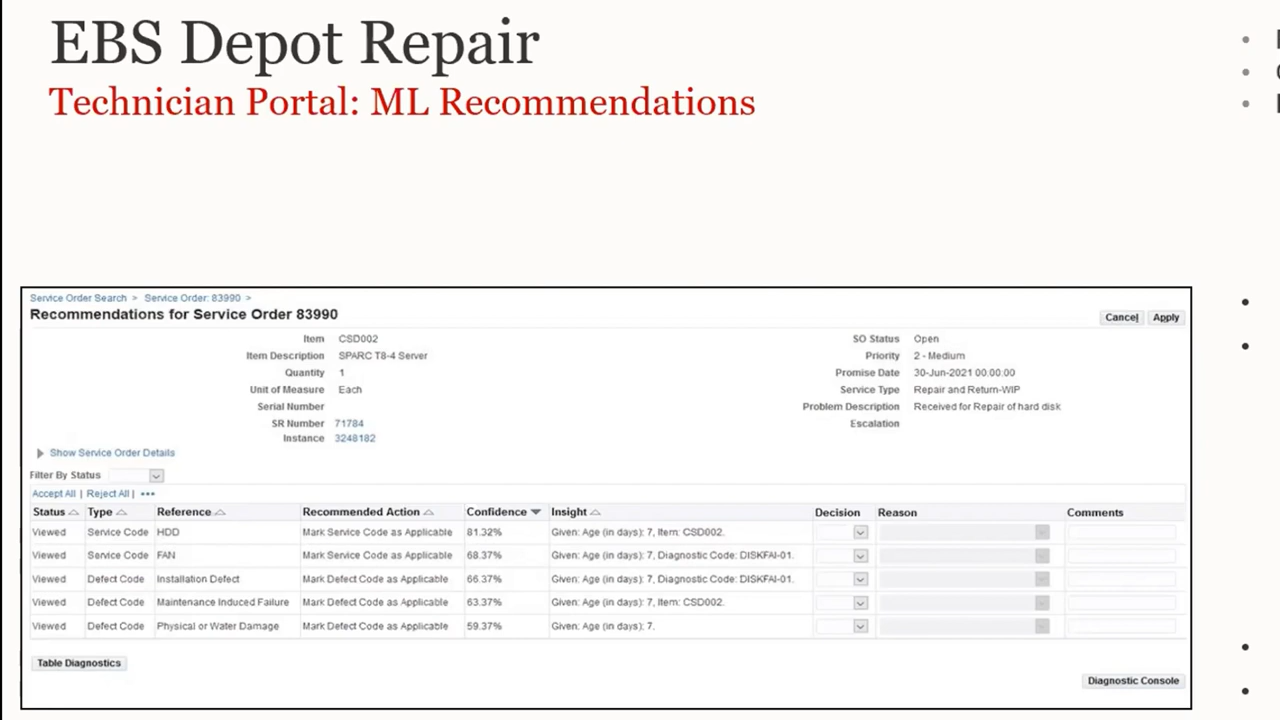 EBS Depot Repair
Technician Portal: ML Recommendations
Service Order Search > Service Order: 83990 >
Recommendations for Service Order 83990
Cancel Apply
Item CSD002 SO Status Open
Item Description SPARC T8-4 Server Priority 2 - Medium
Quantity 1 Promise Date 30-Jun-2021 00:00:00
Unit of Measure Each Service Type Repair and Return-WIP
Serial Number Problem Description Received for Repair of hard disk
SR Number 71784 Escalation
Instance 3248182
Show Service Order Details
Filter By Status
Accept All | Reject All | •••
Status Type Reference Recommended Action Confidence Insight Decision Reason Comments
Viewed Service Code HDD Mark Service Code as Applicable 81.32% Given: Age (in days): 7, Item: CSD002.
Viewed Service Code FAN Mark Service Code as Applicable 68.37% Given: Age (in days): 7, Diagnostic Code: DISKFAI-01.
Viewed Defect Code Installation Defect Mark Defect Code as Applicable 66.37% Given: Age (in days): 7, Diagnostic Code: DISKFAI-01.
Viewed Defect Code Maintenance Induced Failure Mark Defect Code as Applicable 63.37% Given: Age (in days): 7, Item: CSD002.
Viewed Defect Code Physical or Water Damage Mark Defect Code as Applicable 59.37% Given: Age (in days): 7.
Table Diagnostics
Diagnostic Console